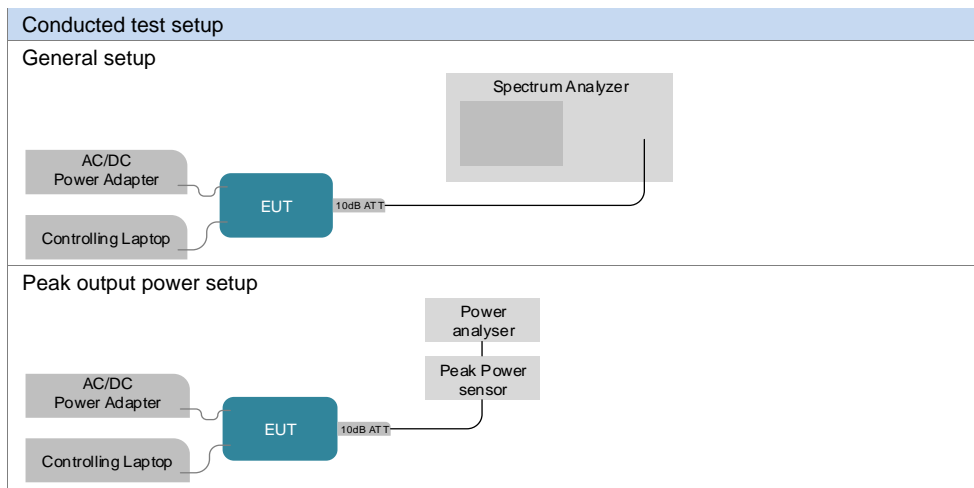 Conducted test setup
General setup
Spectrum Analyzer
AC/DC
Power Adapter
EUT
10dB ATT
Controlling Laptop
Peak output power setup
Power
analyser
Peak Power
sensor
AC/DC
Power Adapter
EUT
10dB ATT
Controlling Laptop